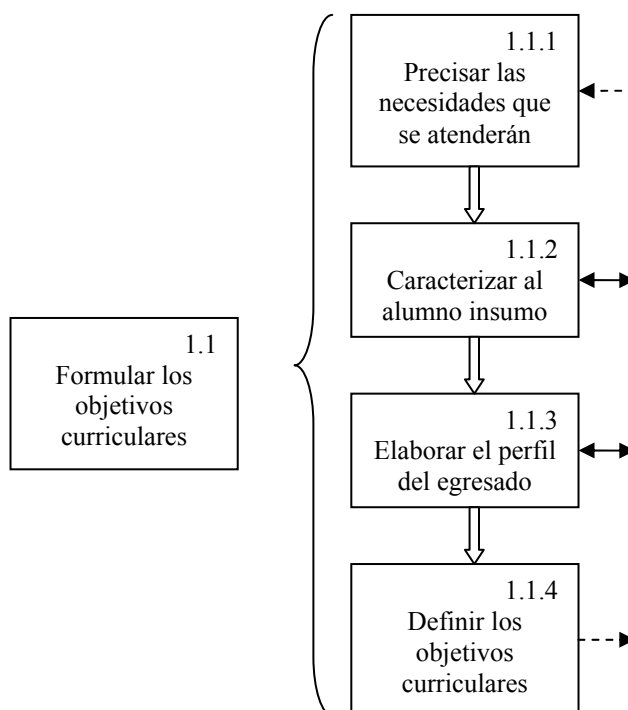 1.1
Formular los
objetivos
curriculares
1.1.1
Precisar las
necesidades que
se atenderán
1.1.2
Caracterizar al
alumno insumo
1.1.3
Elaborar el perfil
del egresado
1.1.4
Definir los
objetivos
curriculares